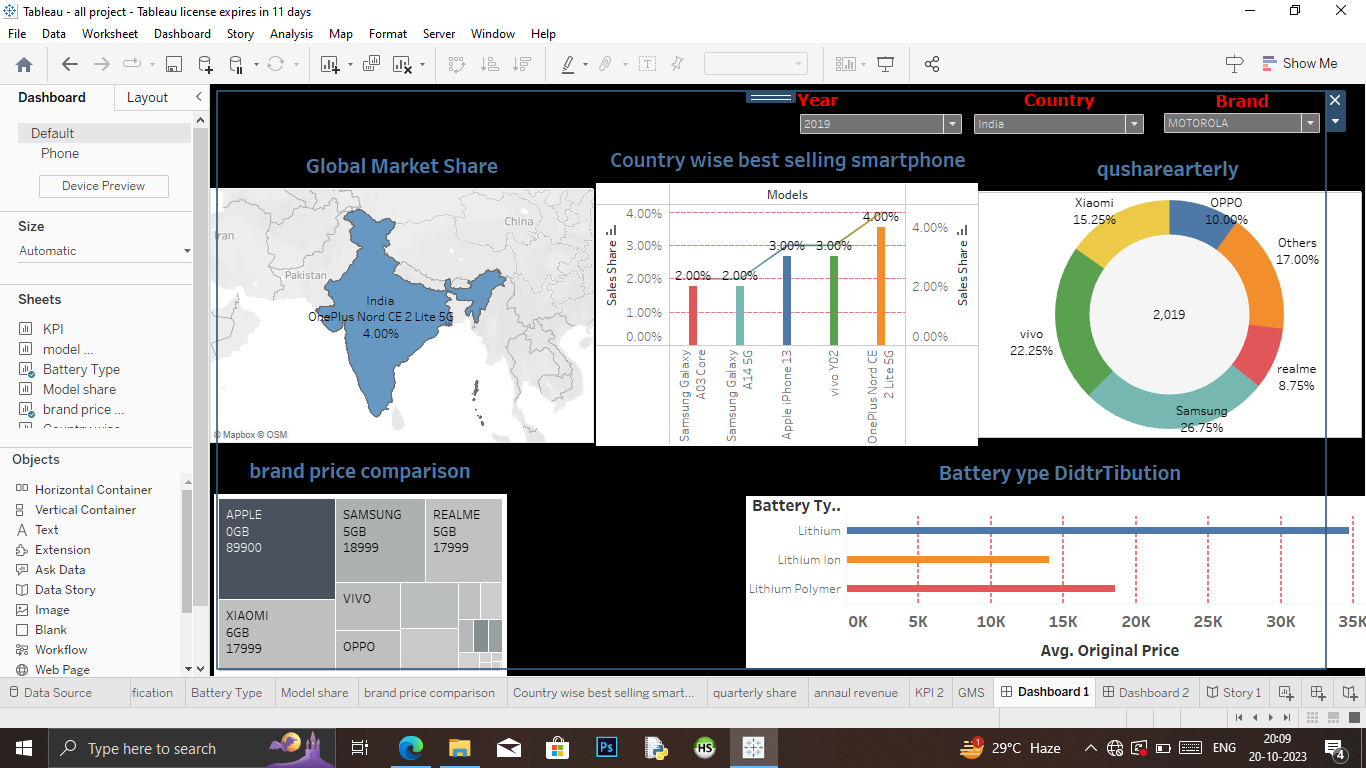 Tableau - all project - Tableau license expires in 11 days
File Data Worksheet Dashboard Story Analysis Map Format Server Window Help
Show Me
Dashboard Layout
Default
Phone
Device Preview
Size
Automatic
Sheets
KPI
model ...
Battery Type
Model share
brand price ...
Objects
Horizontal Container
Vertical Container
Text
Extension
Ask Data
Data Story
Image
Blank
Workflow
Web Page
Year Country Brand
2019 India MOTOROLA
Global Market Share
China
Iran
Pakistan
India
OnePlus Nord CE 2 Lite 5G
4.00%
© Mapbox © OSM
Country wise best selling smartphone
Models
4.00%
3.00%
2.00%
1.00%
0.00%
Sales Share
2.00% 2.00% 3.00% 3.00% 4.00%
4.00%
2.00%
0.00%
Sales Share
Samsung Galaxy
A03 Core
Samsung Galaxy
A14 5G
Apple iPhone 13
vivo Y02
OnePlus Nord CE
2 Lite 5G
qusharearterly
Xiaomi
15.25%
OPPO
10.00%
Others
17.00%
realme
8.75%
Samsung
26.75%
vivo
22.25%
2,019
brand price comparison
APPLE
0GB
89900
SAMSUNG
5GB
18999
REALME
5GB
17999
XIAOMI
6GB
17999
VIVO
OPPO
Battery ype DidtrTibution
Battery Ty..
Lithium
Lithium Ion
Lithium Polymer
0K 5K 10K 15K 20K 25K 30K 35K
Avg. Original Price
Data Source fication Battery Type Model share brand price comparison Country wise best selling smart... quarterly share annaul revenue KPI 2 GMS Dashboard 1 Dashboard 2 Story 1
Type here to search
Ps
HS
1
29°C Haze
ENG
20:09
20-10-2023
4